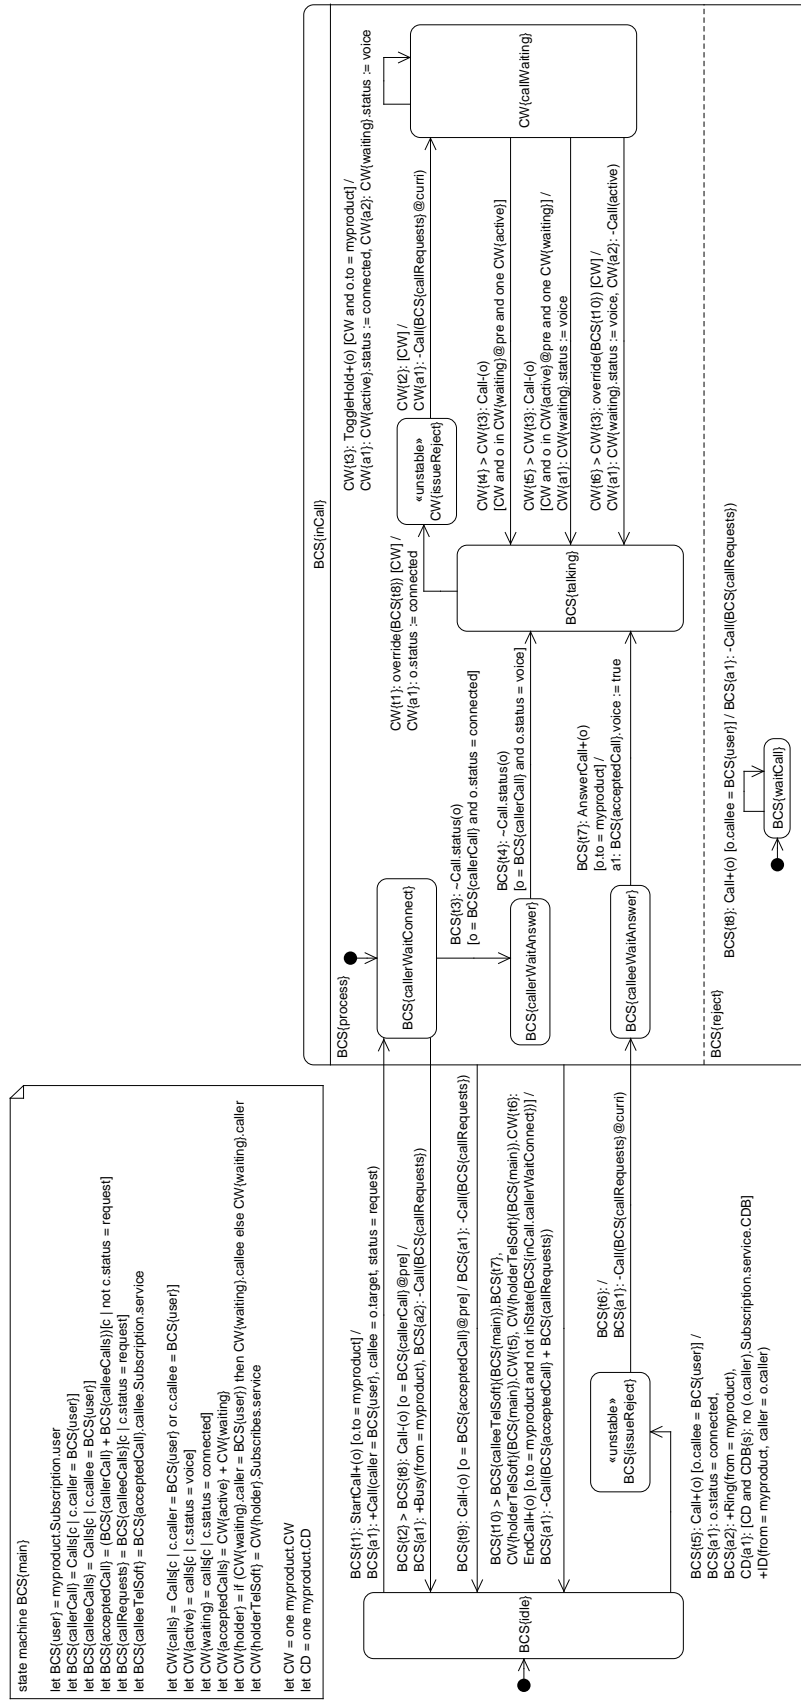 state machine BCS{main}
let BCS{user} = myproduct.Subscription.user
let BCS{callerCall} = Calls[c | c.caller = BCS{user}]
let BCS{calleeCalls} = Calls[c | c.callee = BCS{user}]
let BCS{acceptedCall} = (BCS{callerCall} + BCS{calleeCalls})[c | not c.status = request]
let BCS{callRequests} = BCS{calleeCalls}[c | c.status = request]
let BCS{calleeTelSoft} = BCS{acceptedCall}.callee.Subscription.service
let CW{calls} = Calls[c | c.caller = BCS{user} or c.callee = BCS{user}]
let CW{active} = calls[c | c.status = voice]
let CW{waiting} = calls[c | c.status = connected]
let CW{acceptedCalls} = CW{active} + CW{waiting}
let CW{holder} = if (CW{waiting}.caller = BCS{user}) then CW{waiting}.callee else CW{waiting}.caller
let CW{holderTelSoft} = CW{holder}.Subscribes.service
let CW = one myproduct.CW
let CD = one myproduct.CD
BCS{idle}
BCS{t1}: StartCall+(o) [o.to = myproduct] /
BCS{a1}: +Call(caller = BCS{user}, callee = o.target, status = request)
BCS{t2} > BCS{t8}: Call-(o) [o = BCS{callerCall}@pre] /
BCS{a1}: +Busy(from = myproduct), BCS{a2}: -Call(BCS{callRequests})
BCS{t9}: Call-(o) [o = BCS{acceptedCall}@pre] / BCS{a1}: -Call(BCS{callRequests})
BCS{t10} > BCS{calleeTelSoft}(BCS{main}).BCS{t7},
CW{holderTelSoft}(BCS{main}).CW{t5}, CW{holderTelSoft}(BCS{main}).CW{t6}:
EndCall+(o) [o.to = myproduct and not inState(BCS{inCall.callerWaitConnect})] /
BCS{a1}: -Call(BCS{acceptedCall} + BCS{callRequests})
«unstable»
BCS{issueReject}
BCS{t6}: /
BCS{a1}: -Call(BCS{callRequests}@curri)
BCS{t5}: Call+(o) [o.callee = BCS{user}] /
BCS{a1}: o.status = connected,
BCS{a2}: +Ring(from = myproduct),
CD{a1}: [CD and CDB{s}: no (o.caller).Subscription.service.CDB]
+ID(from = myproduct, caller = o.caller)
BCS{inCall}
BCS{process}
BCS{callerWaitConnect}
BCS{t3}: ~Call.status(o)
[o = BCS{callerCall} and o.status = connected]
BCS{callerWaitAnswer}
BCS{t4}: ~Call.status(o)
[o = BCS{callerCall} and o.status = voice]
BCS{calleeWaitAnswer}
BCS{t7}: AnswerCall+(o)
[o.to = myproduct] /
a1: BCS{acceptedCall}.voice := true
BCS{talking}
CW{t1}: override(BCS{t8}) [CW] /
CW{a1}: o.status := connected
«unstable»
CW{issueReject}
CW{t2}: [CW] /
CW{a1}: -Call(BCS{callRequests}@curri)
CW{t3}: ToggleHold+(o) [CW and o.to = myproduct] /
CW{a1}: CW{active}.status := connected, CW{a2}: CW{waiting}.status := voice
CW{callWaiting}
CW{t4} > CW{t3}: Call-(o)
[CW and o in CW{waiting}@pre and one CW{active}]
CW{t5} > CW{t3}: Call-(o)
[CW and o in CW{active}@pre and one CW{waiting}] /
CW{a1}: CW{waiting}.status := voice
CW{t6} > CW{t3}: override(BCS{t10}) [CW] /
CW{a1}: CW{waiting}.status := voice, CW{a2}: -Call(active)
BCS{reject}
BCS{t8}: Call+(o) [o.callee = BCS{user}] / BCS{a1}: -Call(BCS{callRequests})
BCS{waitCall}